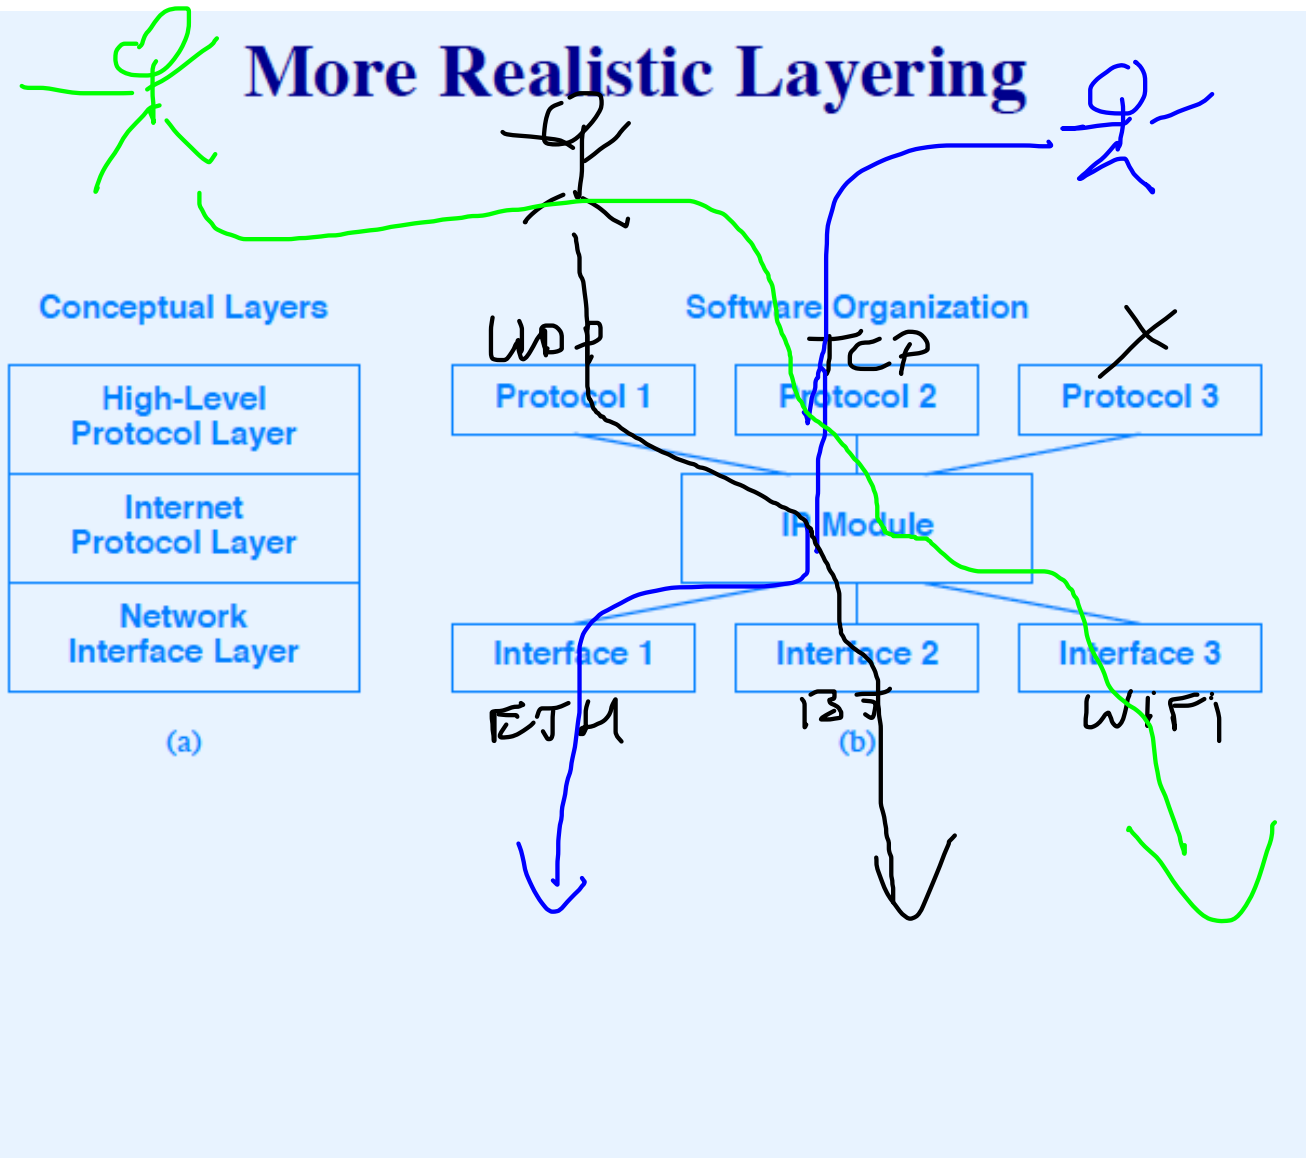 More Realistic Layering
Conceptual Layers
Software Organization
UDP
TCP
X
High-Level
Protocol Layer
Protocol 1
Protocol 2
Protocol 3
Internet
Protocol Layer
IP Module
Network
Interface Layer
Interface 1
Interface 2
Interface 3
WiFi
(a)
(b)